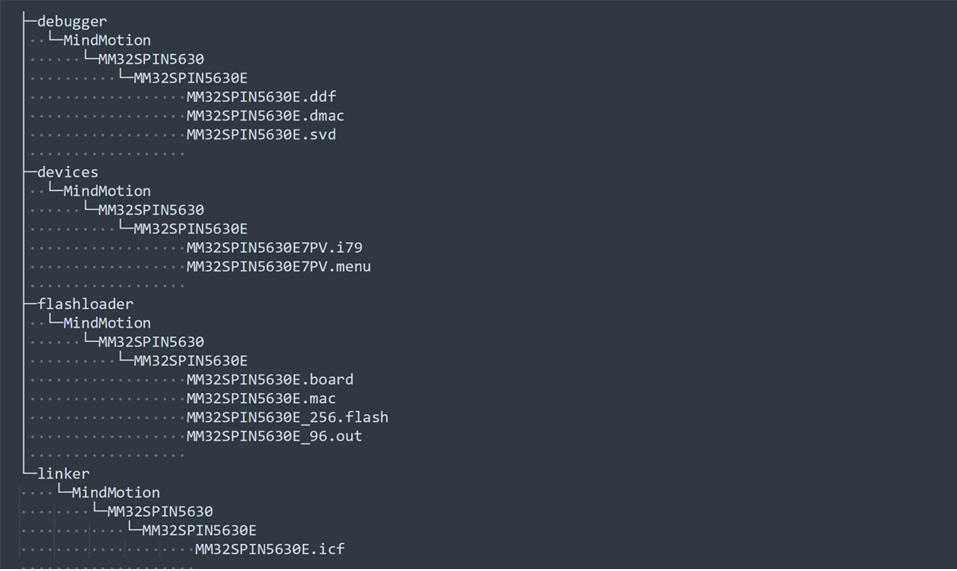 ├─debugger
│  └─MindMotion
│      └─MM32SPIN5630
│          └─MM32SPIN5630E
│                  MM32SPIN5630E.ddf
│                  MM32SPIN5630E.dmac
│                  MM32SPIN5630E.svd
│
├─devices
│  └─MindMotion
│      └─MM32SPIN5630
│          └─MM32SPIN5630E
│                  MM32SPIN5630E7PV.i79
│                  MM32SPIN5630E7PV.menu
│
├─flashloader
│  └─MindMotion
│      └─MM32SPIN5630
│          └─MM32SPIN5630E
│                  MM32SPIN5630E.board
│                  MM32SPIN5630E.mac
│                  MM32SPIN5630E_256.flash
│                  MM32SPIN5630E_96.out
│
└─linker
    └─MindMotion
        └─MM32SPIN5630
            └─MM32SPIN5630E
                    MM32SPIN5630E.icf